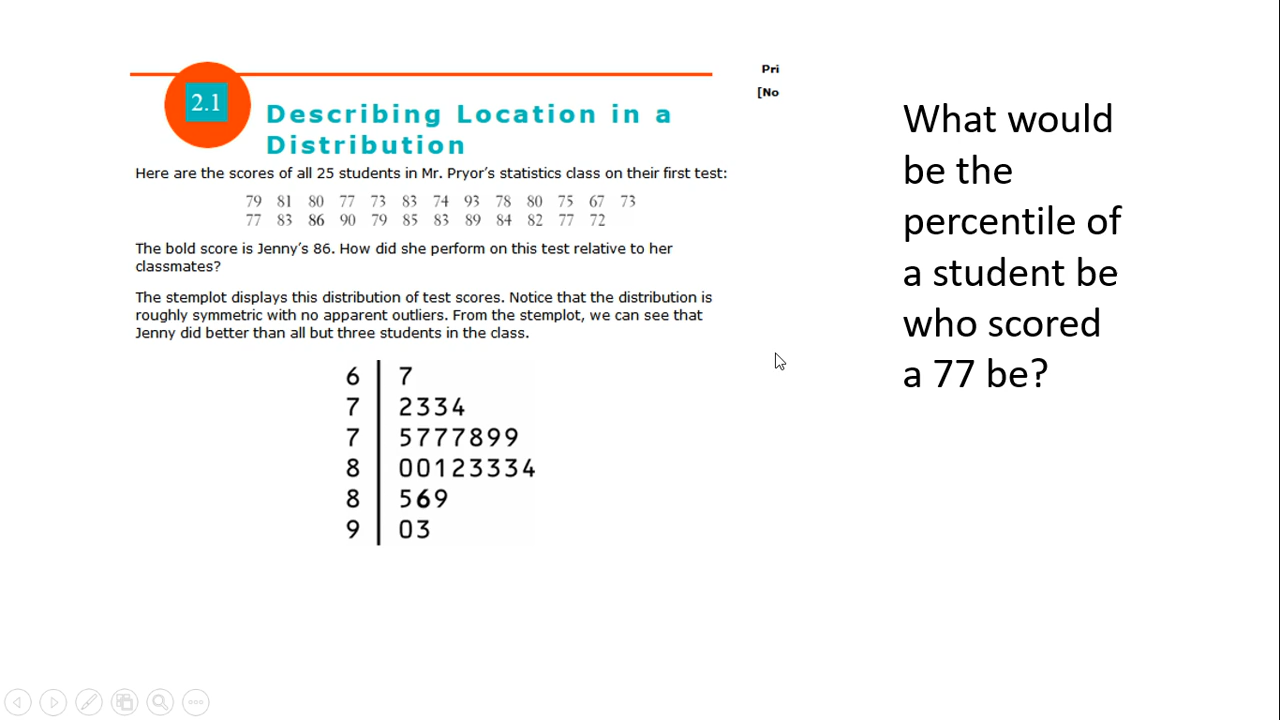 2.1
Describing Location in a
Distribution
Here are the scores of all 25 students in Mr. Pryor’s statistics class on their first test:
79 81 80 77 73 83 74 93 78 80 75 67 73
77 83 86 90 79 85 83 89 84 82 77 72
The bold score is Jenny’s 86. How did she perform on this test relative to her
classmates?
The stemplot displays this distribution of test scores. Notice that the distribution is
roughly symmetric with no apparent outliers. From the stemplot, we can see that
Jenny did better than all but three students in the class.
6 | 7
7 | 2334
7 | 5777899
8 | 00123334
8 | 569
9 | 03
Pri
[No
What would
be the
percentile of
a student be
who scored
a 77 be?